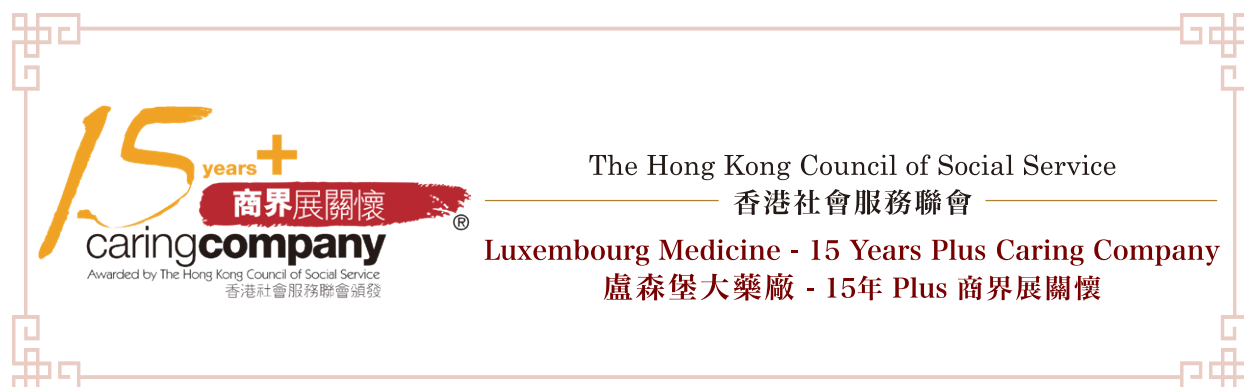 15
years+
商界展關懷
®
caringcompany
Awarded by The Hong Kong Council of Social Service
香港社會服務聯會頒發
The Hong Kong Council of Social Service
香港社會服務聯會
Luxembourg Medicine - 15 Years Plus Caring Company
盧森堡大藥廠 - 15年 Plus 商界展關懷